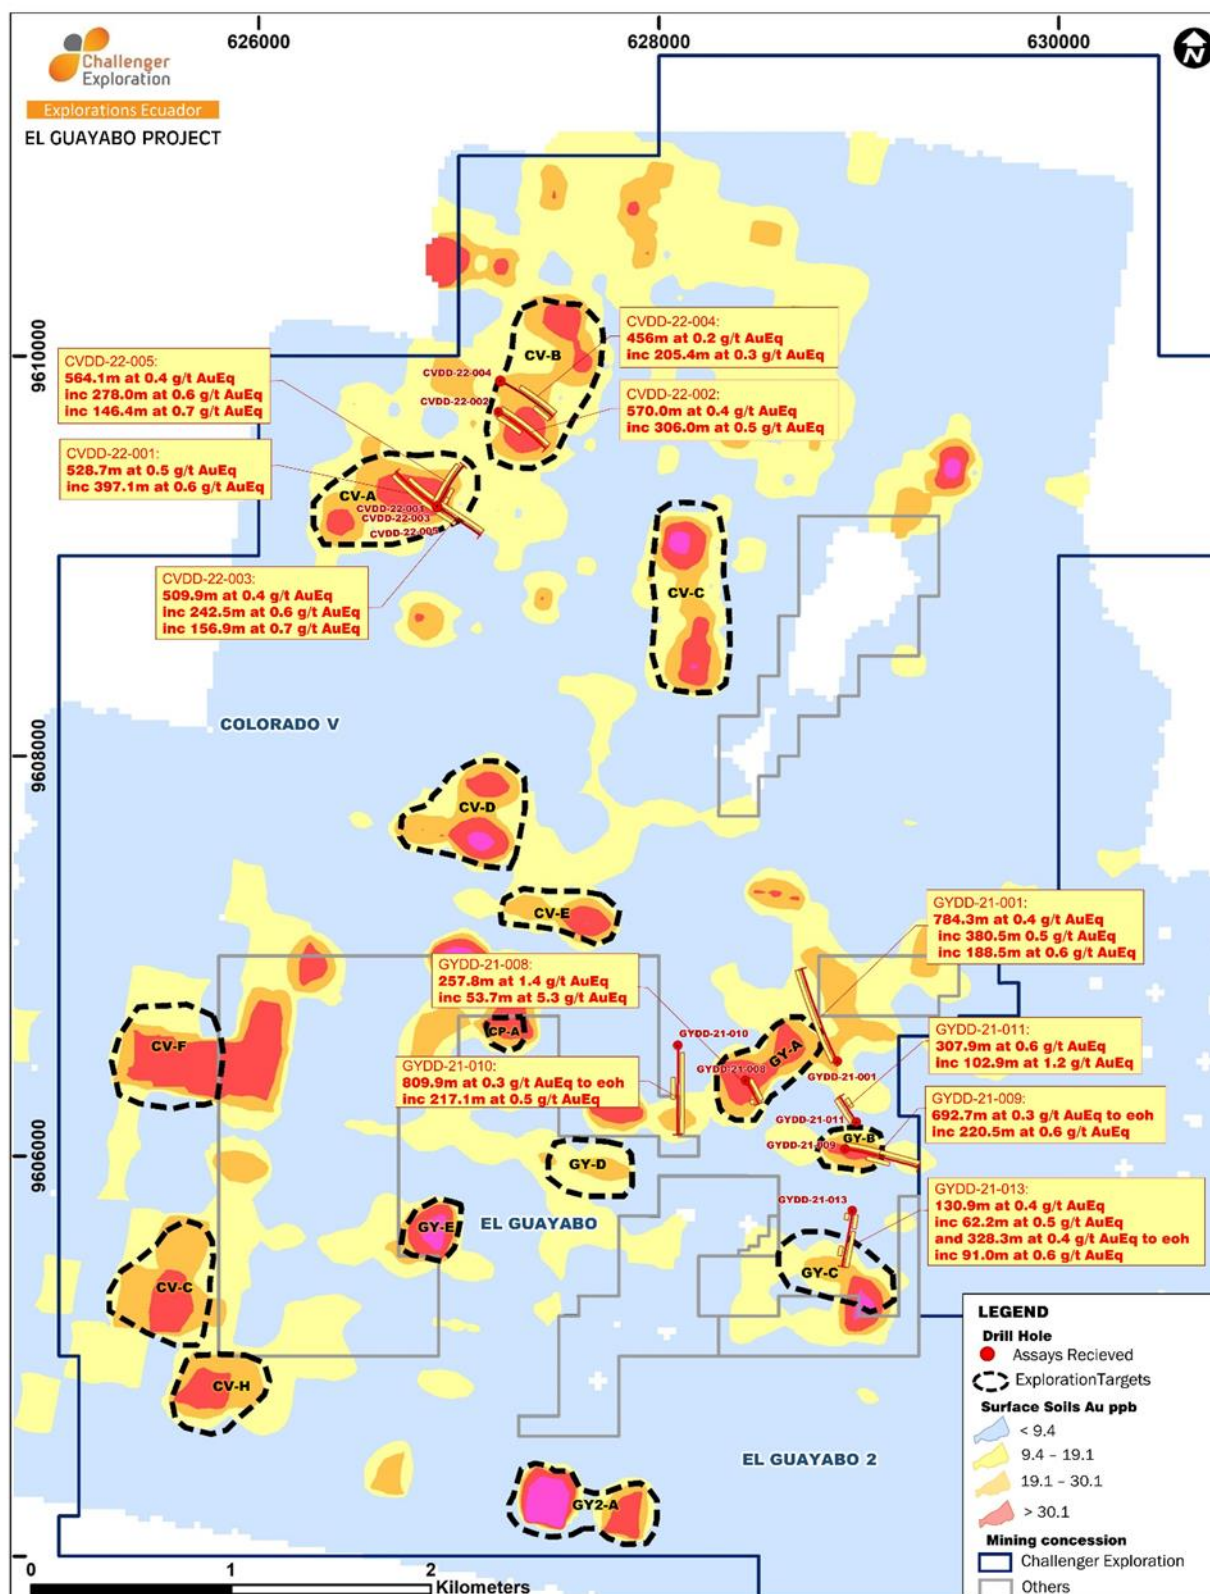 626000
628000
630000
N
Challenger
Exploration
Explorations Ecuador
EL GUAYABO PROJECT
9610000
9608000
9606000
CVDD-22-004:
456m at 0.2 g/t AuEq
inc 205.4m at 0.3 g/t AuEq
CV-B
CVDD-22-005:
564.1m at 0.4 g/t AuEq
inc 278.0m at 0.6 g/t AuEq
inc 146.4m at 0.7 g/t AuEq
CVDD-22-004
CVDD-22-002
CVDD-22-002:
570.0m at 0.4 g/t AuEq
inc 306.0m at 0.5 g/t AuEq
CVDD-22-001:
528.7m at 0.5 g/t AuEq
inc 397.1m at 0.6 g/t AuEq
CV-A
CVDD-22-001
CVDD-22-003
CVDD-22-005
CVDD-22-003:
509.9m at 0.4 g/t AuEq
inc 242.5m at 0.6 g/t AuEq
inc 156.9m at 0.7 g/t AuEq
CV-C
COLORADO V
CV-D
CV-E
GYDD-21-001:
784.3m at 0.4 g/t AuEq
inc 380.5m 0.5 g/t AuEq
inc 188.5m at 0.6 g/t AuEq
GYDD-21-008:
257.8m at 1.4 g/t AuEq
inc 53.7m at 5.3 g/t AuEq
CP-A
CV-F
GYDD-21-010
GY-A
GYDD-21-008
GYDD-21-001
GYDD-21-010:
809.9m at 0.3 g/t AuEq to eoh
inc 217.1m at 0.5 g/t AuEq
GYDD-21-011:
307.9m at 0.6 g/t AuEq
inc 102.9m at 1.2 g/t AuEq
GYDD-21-011
GYDD-21-009
GY-B
GYDD-21-009:
692.7m at 0.3 g/t AuEq to eoh
inc 220.5m at 0.6 g/t AuEq
GY-D
GYDD-21-013
GYDD-21-013:
130.9m at 0.4 g/t AuEq
inc 62.2m at 0.5 g/t AuEq
and 328.3m at 0.4 g/t AuEq to eoh
inc 91.0m at 0.6 g/t AuEq
GY-E
EL GUAYABO
GY-C
CV-C
CV-H
EL GUAYABO 2
GY2-A
LEGEND
Drill Hole
Assays Recieved
ExplorationTargets
Surface Soils Au ppb
< 9.4
9.4 – 19.1
19.1 – 30.1
> 30.1
Mining concession
Challenger Exploration
Others
0
1
2
Kilometers